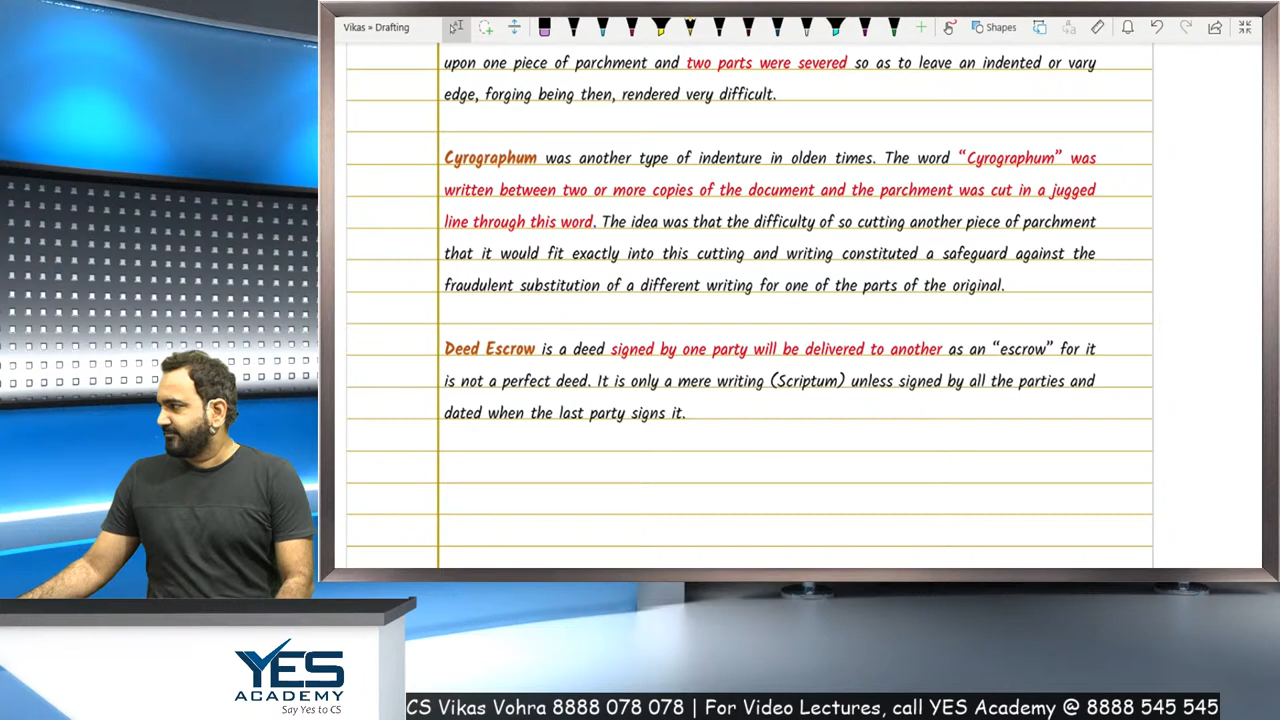 Vikas » Drafting
Shapes
upon one piece of parchment and two parts were severed so as to leave an indented or vary
edge, forging being then, rendered very difficult.
Cyrographum was another type of indenture in olden times. The word “Cyrographum” was
written between two or more copies of the document and the parchment was cut in a jugged
line through this word. The idea was that the difficulty of so cutting another piece of parchment
that it would fit exactly into this cutting and writing constituted a safeguard against the
fraudulent substitution of a different writing for one of the parts of the original.
Deed Escrow is a deed signed by one party will be delivered to another as an “escrow” for it
is not a perfect deed. It is only a mere writing (Scriptum) unless signed by all the parties and
dated when the last party signs it.
YES
ACADEMY
Say Yes to CS
CS Vikas Vohra 8888 078 078 | For Video Lectures, call YES Academy @ 8888 545 545